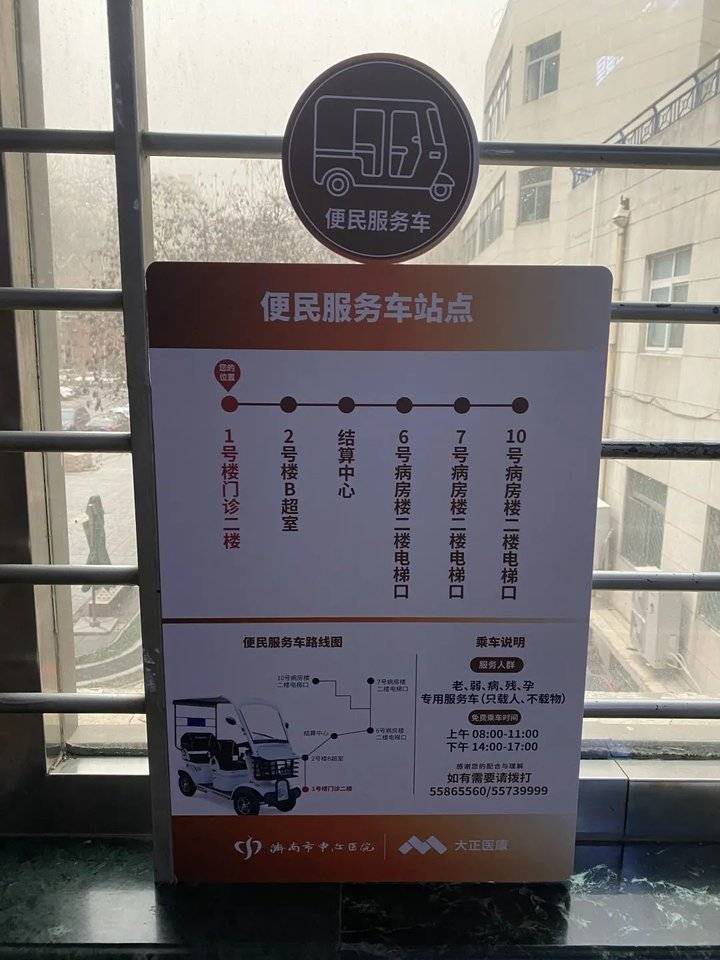 便民服务车
便民服务车站点
您的
位置
1号楼门诊二楼
2号楼B超室
结算中心
6号病房楼二楼电梯口
7号病房楼二楼电梯口
10号病房楼二楼电梯口
便民服务车路线图
10号病房楼
二楼电梯口
7号病房楼
二楼电梯口
结算中心
6号病房楼
二楼电梯口
2号楼B超室
1号楼门诊二楼
乘车说明
服务人群
老、弱、病、残、孕
专用服务车(只载人、不载物)
免费乘车时间
上午 08:00-11:00
下午 14:00-17:00
感谢您的配合与理解
如有需要请拨打
55865560/55739999
济南市中心医院
大正医康